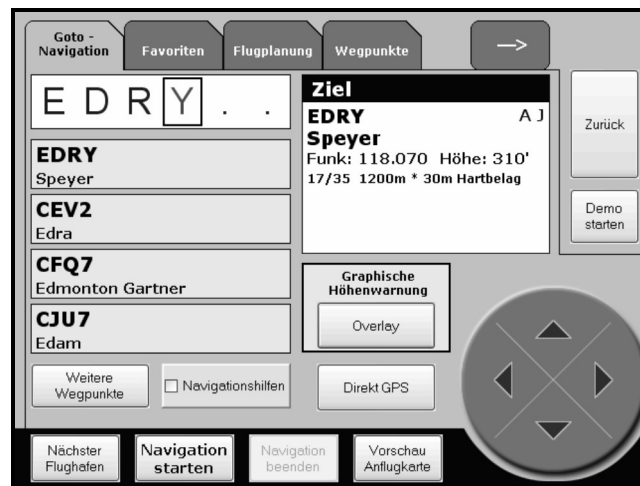 Goto -
Navigation
Favoriten
Flugplanung
Wegpunkte
-->
E D R Y . .
EDRY
Speyer
CEV2
Edra
CFQ7
Edmonton Gartner
CJU7
Edam
Ziel
EDRY A J
Speyer
Funk: 118.070 Höhe: 310'
17/35 1200m * 30m Hartbelag
Zurück
Demo
starten
Graphische
Höhenwarnung
Overlay
Weitere
Wegpunkte
Navigationshilfen
Direkt GPS
Nächster
Flughafen
Navigation
starten
Navigation
beenden
Vorschau
Anflugkarte